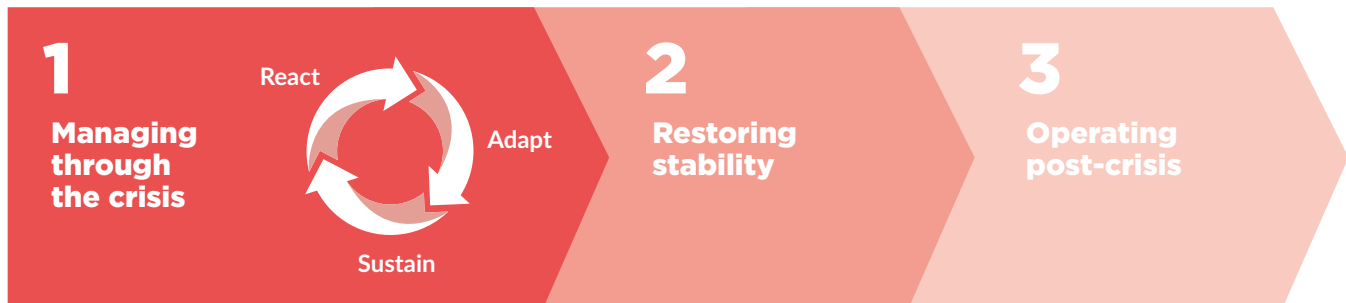 1
Managing
through
the crisis
React
Adapt
Sustain
2
Restoring
stability
3
Operating
post-crisis